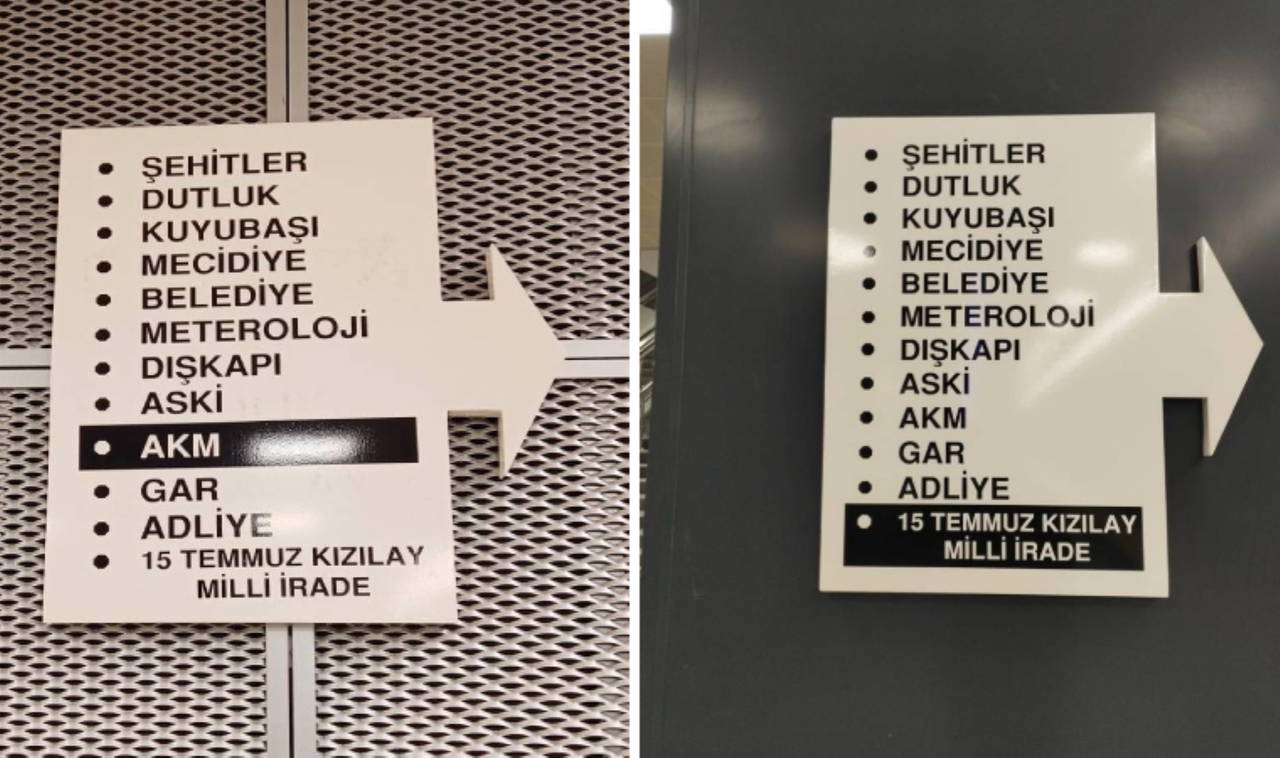 • ŞEHİTLER
• DUTLUK
• KUYUBAŞI
• MECİDİYE
• BELEDİYE
• METEROLOJİ
• DIŞKAPI
• ASKİ
• AKM
• GAR
• ADLİYE
• 15 TEMMUZ KIZILAY
MİLLİ İRADE
• ŞEHİTLER
• DUTLUK
• KUYUBAŞI
• MECİDİYE
• BELEDİYE
• METEROLOJİ
• DIŞKAPI
• ASKİ
• AKM
• GAR
• ADLİYE
• 15 TEMMUZ KIZILAY
MİLLİ İRADE